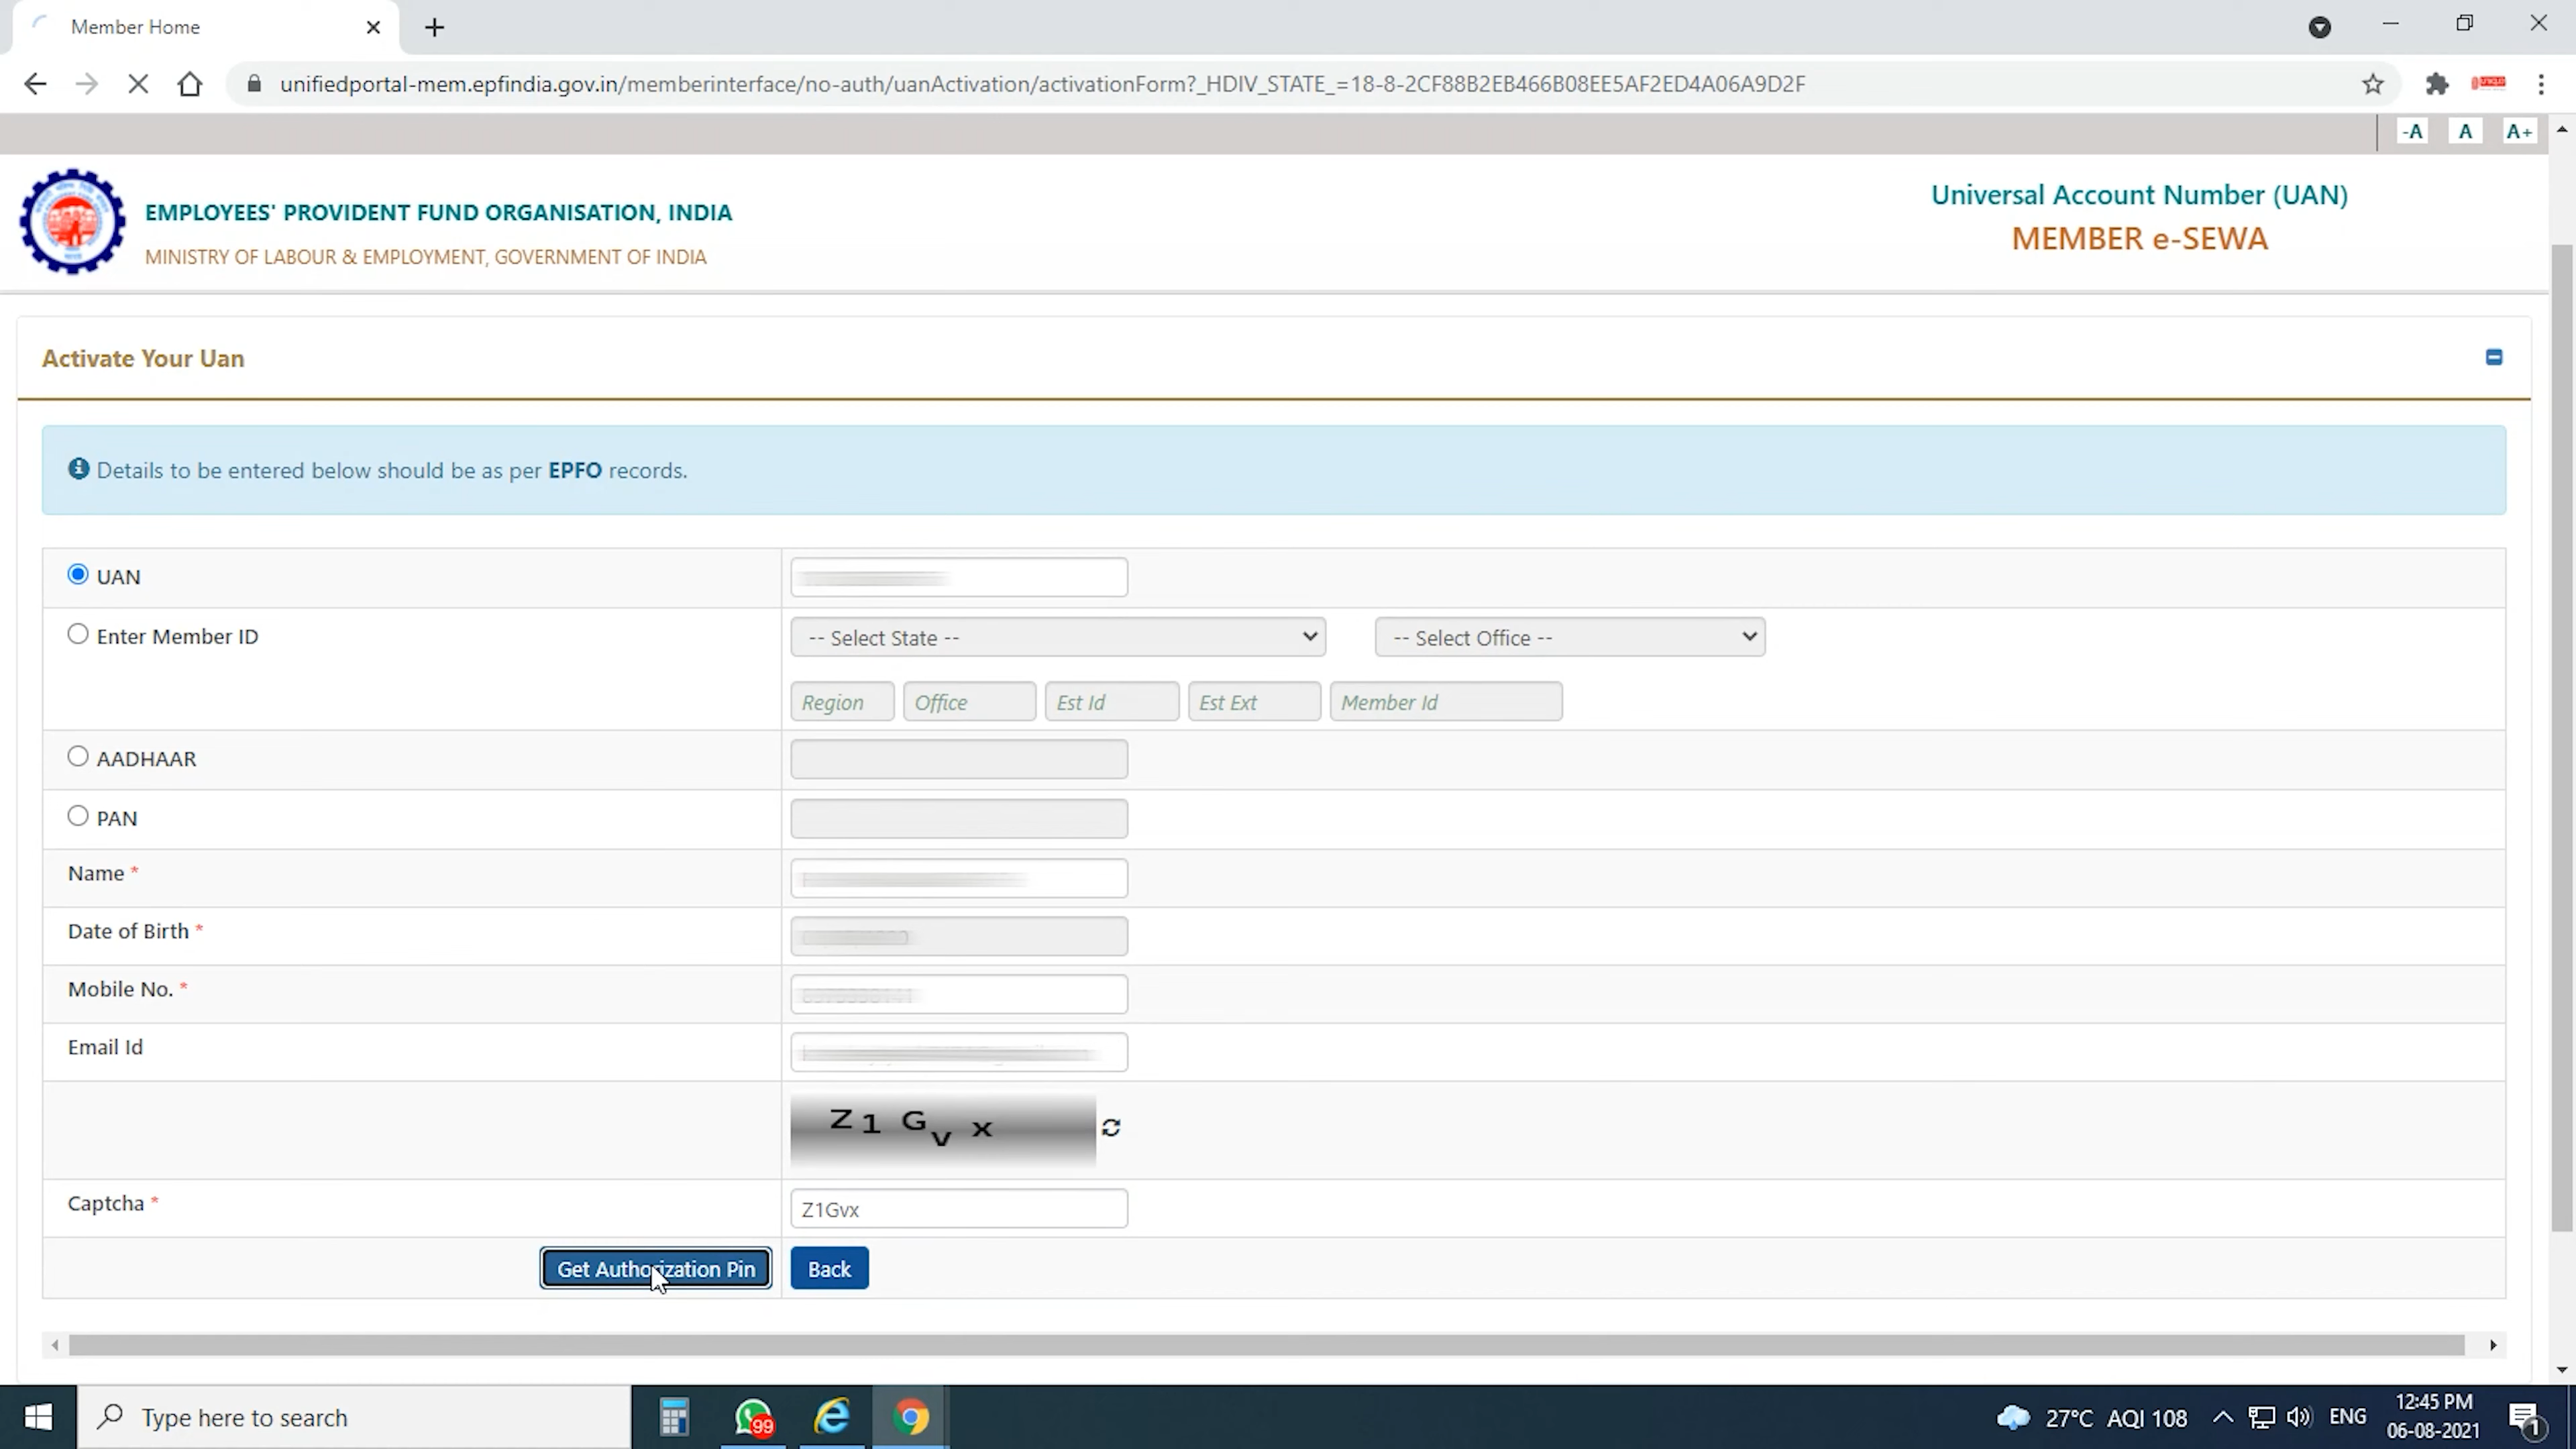 Member Home
unifiedportal-mem.epfindia.gov.in/memberinterface/no-auth/uanActivation/activationForm?_HDIV_STATE_=18-8-2CF88B2EB466B08EE5AF2ED4A06A9D2F
-A A A+
EMPLOYEES' PROVIDENT FUND ORGANISATION, INDIA
MINISTRY OF LABOUR & EMPLOYMENT, GOVERNMENT OF INDIA
Universal Account Number (UAN)
MEMBER e-SEWA
Activate Your Uan
Details to be entered below should be as per EPFO records.
UAN
Enter Member ID
-- Select State -- -- Select Office --
Region Office Est Id Est Ext Member Id
AADHAAR
PAN
Name *
Date of Birth *
Mobile No. *
Email Id
Z1Gvx
Captcha * Z1Gvx
Get Authorization Pin Back
Type here to search
99
27°C AQI 108
ENG
12:45 PM
06-08-2021
1